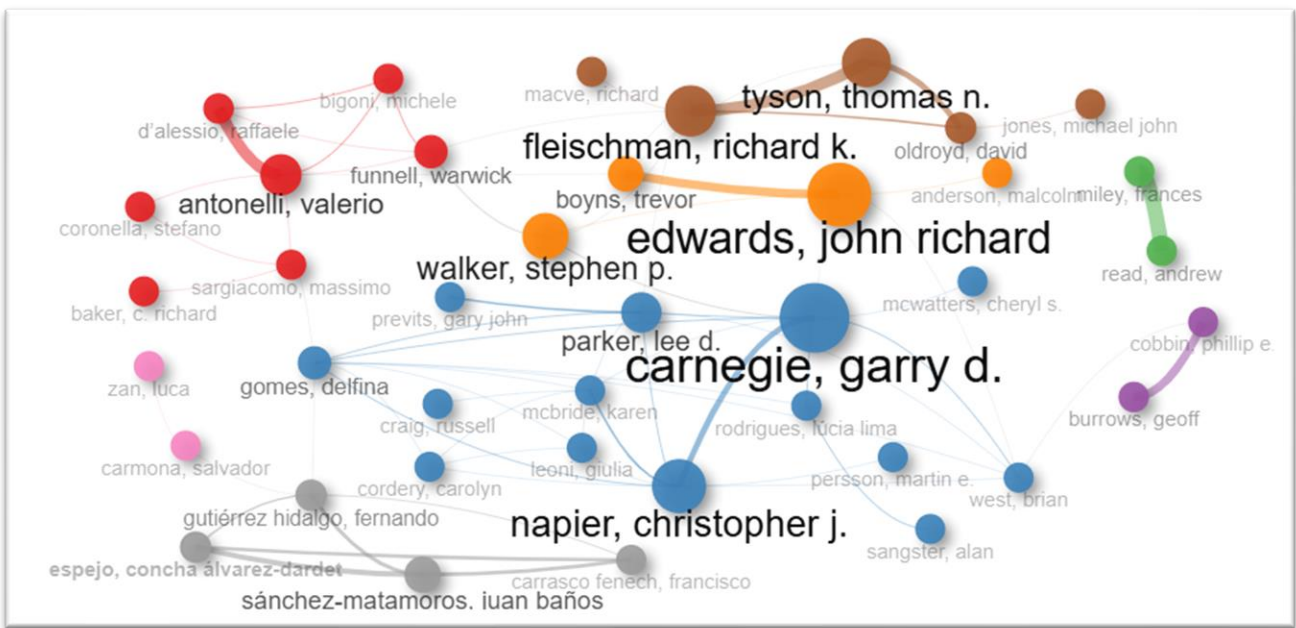 tyson, thomas n.
macve, richard
bigoni, michele
d'alessio, raffaele
jones, michael john
fleischman, richard k.
oldroyd, david
funnell, warwick
boyns, trevor
anderson, malcolm
miley, frances
antonelli, valerio
coronella, stefano
edwards, john richard
walker, stephen p.
read, andrew
sargiacomo, massimo
mcwatters, cheryl s.
baker, c. richard
previts, gary john
parker, lee d.
cobbin, phillip e.
carnegie, garry d.
zan, luca
gomes, delfina
mcbride, karen
craig, russell
rodrigues, lúcia lima
burrows, geoff
carmona, salvador
leoni, giulia
persson, martin e.
cordery, carolyn
west, brian
gutiérrez hidalgo, fernando
napier, christopher j.
sangster, alan
espejo, concha álvarez-dardet
carrasco fenech, francisco
sánchez-matamoros. iuan baños